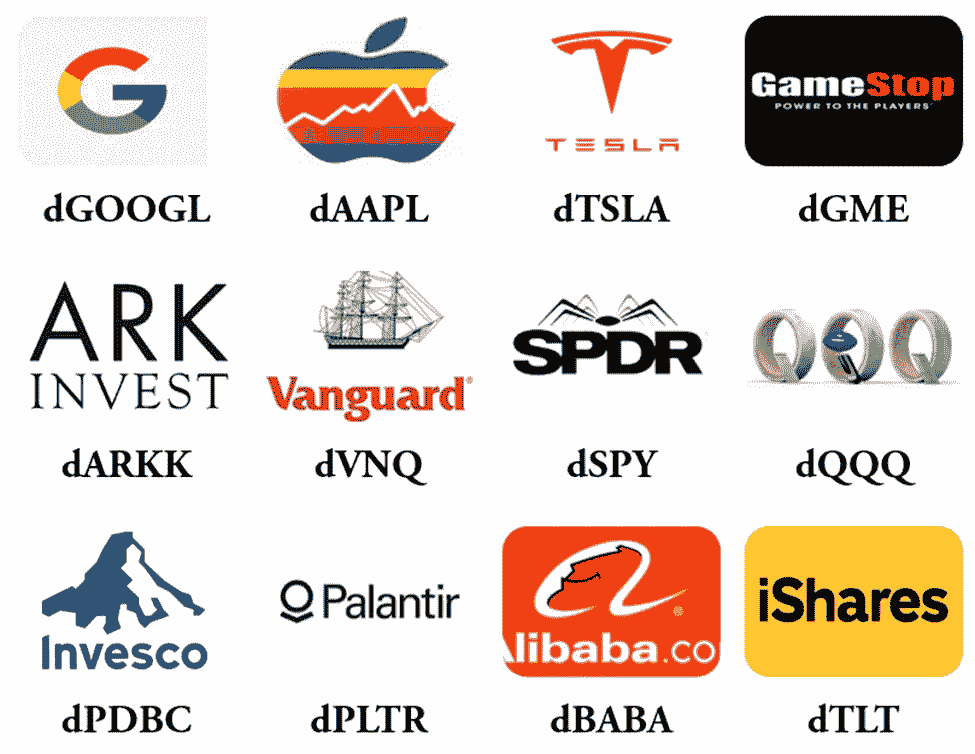 G
TESLA
GameStop
POWER TO THE PLAYERS
dGOOGL
dAAPL
dTSLA
dGME
ARK
INVEST
Vanguard®
SPDR
QQQ
dARKK
dVNQ
dSPY
dQQQ
Invesco
Palantir
Alibaba.co
iShares
dPDBC
dPLTR
dBABA
dTLT